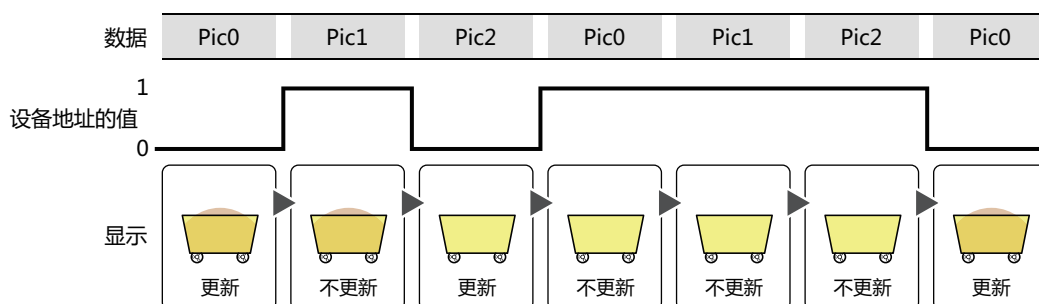 数据 Pic0 Pic1 Pic2 Pic0 Pic1 Pic2 Pic0
1
设备地址的值
0
显示
更新 不更新 更新 不更新 不更新 不更新 更新